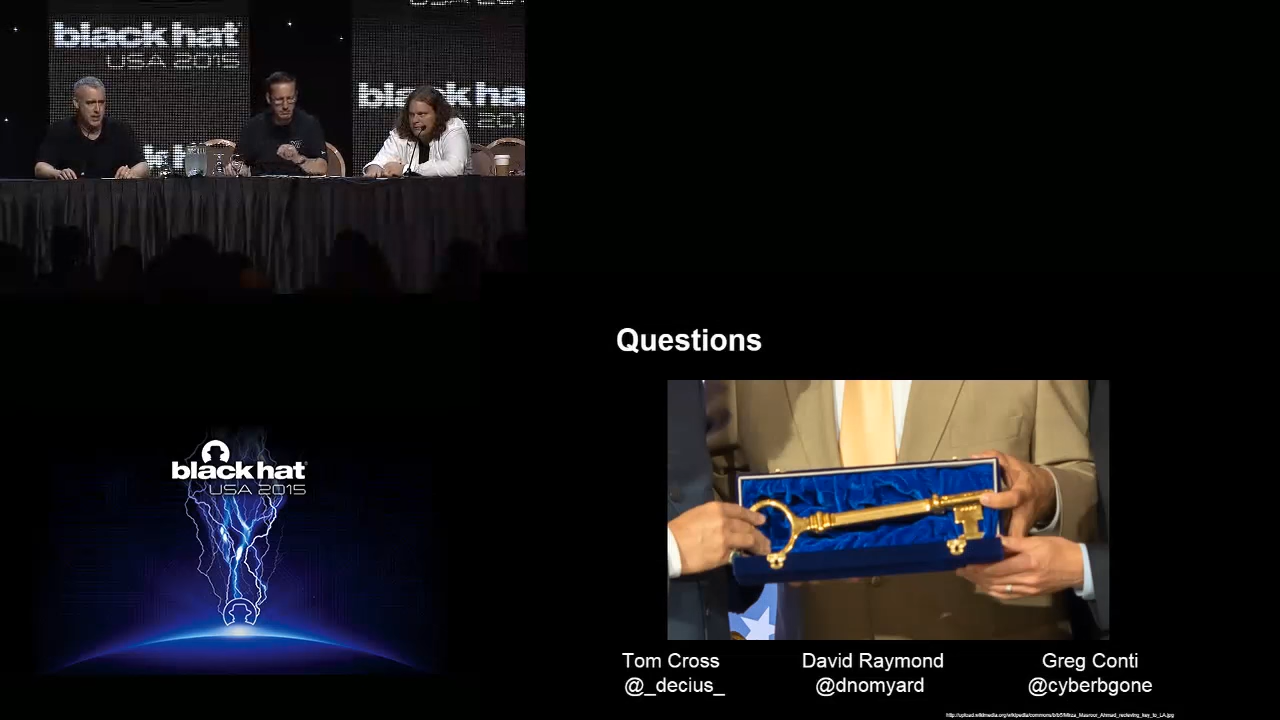 black hat
USA 2015
black ha
Questions
black hat
USA 2015
Tom Cross
@_decius_
David Raymond
@dnomyard
Greg Conti
@cyberbgone